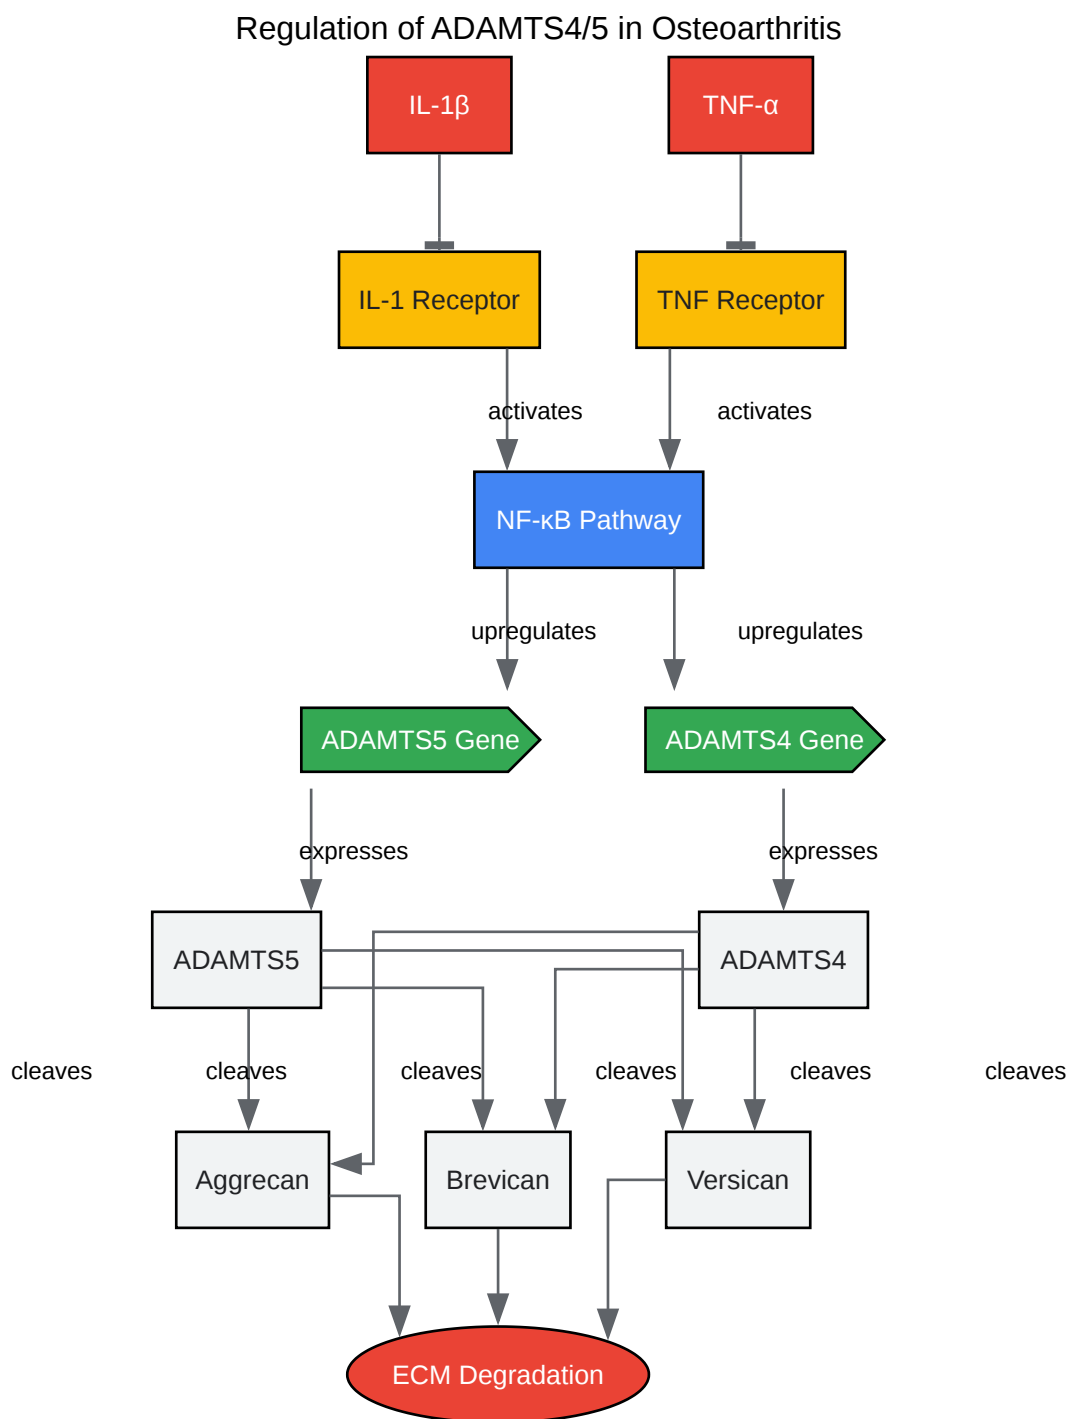 Regulation of ADAMTS4/5 in Osteoarthritis
IL-1β
TNF-α
IL-1 Receptor
TNF Receptor
activates
activates
NF-κB Pathway
upregulates
upregulates
ADAMTS5 Gene
ADAMTS4 Gene
expresses
expresses
ADAMTS5
ADAMTS4
cleaves
cleaves
cleaves
cleaves
cleaves
cleaves
Aggrecan
Brevican
Versican
ECM Degradation